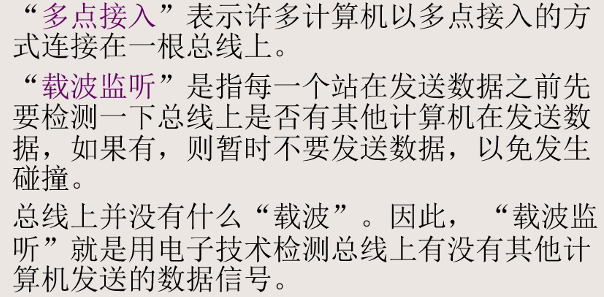 “多点接入”表示许多计算机以多点接入的方
式连接在一根总线上。
“载波监听”是指每一个站在发送数据之前先
要检测一下总线上是否有其他计算机在发送数
据，如果有，则暂时不要发送数据，以免发生
碰撞。
总线上并没有什么“载波”。因此， “载波监
听”就是用电子技术检测总线上有没有其他计
算机发送的数据信号。